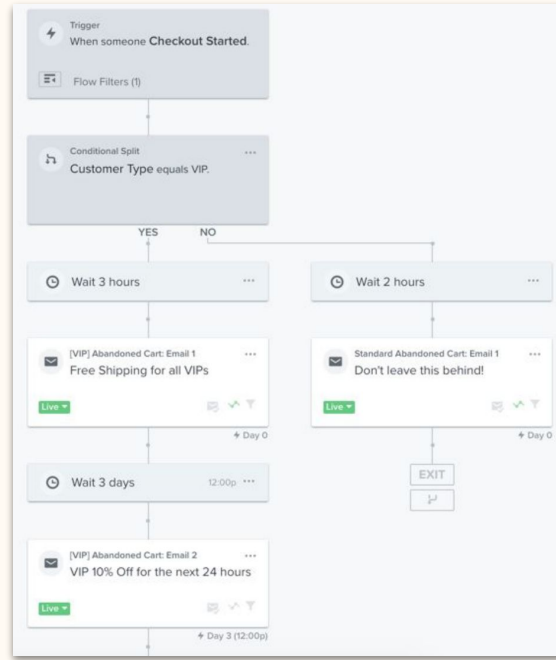 Trigger
When someone Checkout Started.
Flow Filters (1)
Conditional Split
Customer Type equals VIP.
YES
NO
Wait 3 hours
Wait 2 hours
[VIP] Abandoned Cart: Email 1
Free Shipping for all VIPs
Live
Day 0
Standard Abandoned Cart: Email 1
Don't leave this behind!
Live
Day 0
EXIT
Wait 3 days
12:00p
[VIP] Abandoned Cart: Email 2
VIP 10% Off for the next 24 hours
Live
Day 3 (12:00p)